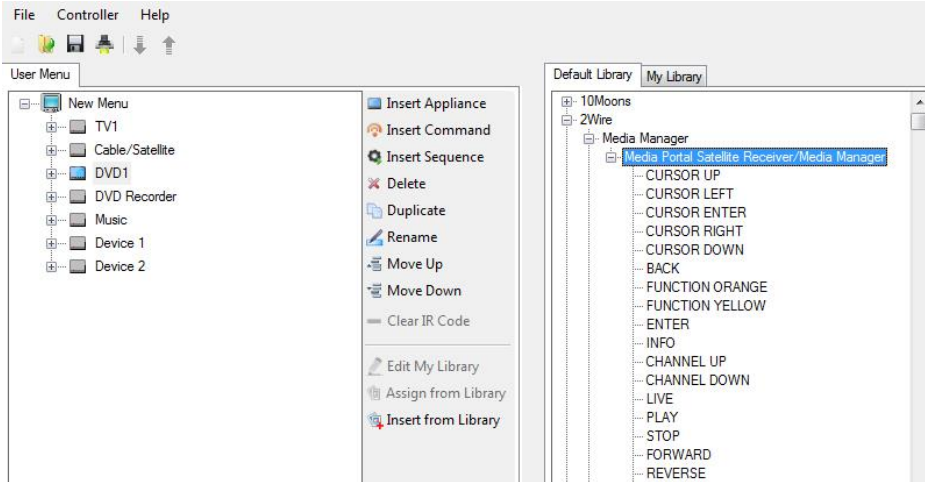 File Controller Help
User Menu
New Menu
TV1
Cable/Satellite
DVD1
DVD Recorder
Music
Device 1
Device 2
Insert Appliance
Insert Command
Insert Sequence
Delete
Duplicate
Rename
Move Up
Move Down
Clear IR Code
Edit My Library
Assign from Library
Insert from Library
Default Library My Library
10Moons
2Wire
Media Manager
Media Portal Satellite Receiver/Media Manager
CURSOR UP
CURSOR LEFT
CURSOR ENTER
CURSOR RIGHT
CURSOR DOWN
BACK
FUNCTION ORANGE
FUNCTION YELLOW
ENTER
INFO
CHANNEL UP
CHANNEL DOWN
LIVE
PLAY
STOP
FORWARD
REVERSE